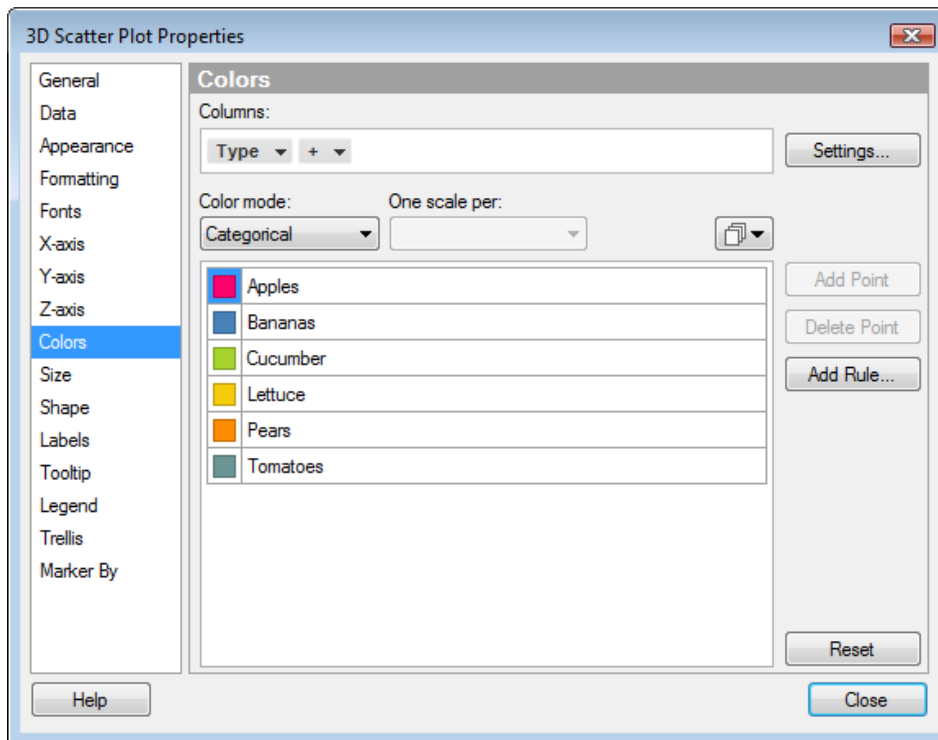 3D Scatter Plot Properties
General
Data
Appearance
Formatting
Fonts
X-axis
Y-axis
Z-axis
Colors
Size
Shape
Labels
Tooltip
Legend
Trellis
Marker By
Colors
Columns:
Type +
Settings...
Color mode: One scale per:
Categorical
Apples
Bananas
Cucumber
Lettuce
Pears
Tomatoes
Add Point
Delete Point
Add Rule...
Reset
Help
Close